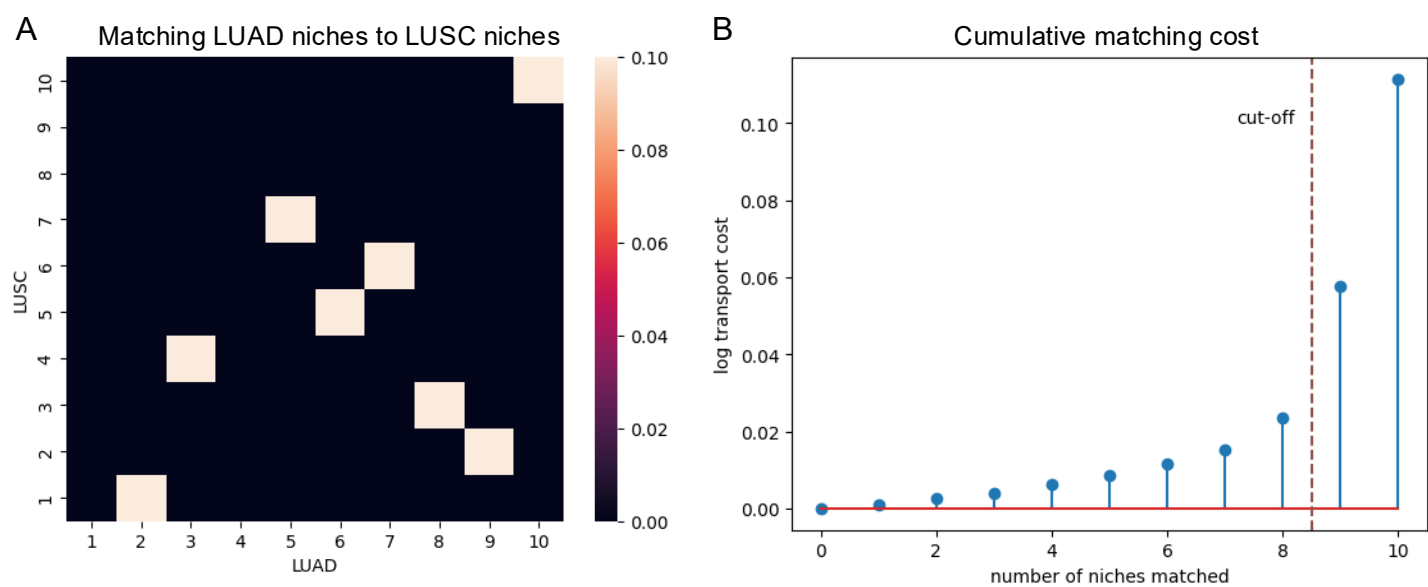 A
Matching LUAD niches to LUSC niches
10
9
8
7
6
5
4
3
2
1
LUSC
1 2 3 4 5 6 7 8 9 10
LUAD
0.10
0.08
0.06
0.04
0.02
0.00
B
Cumulative matching cost
cut-off
0.10
0.08
0.06
0.04
0.02
0.00
log transport cost
0 2 4 6 8 10
number of niches matched